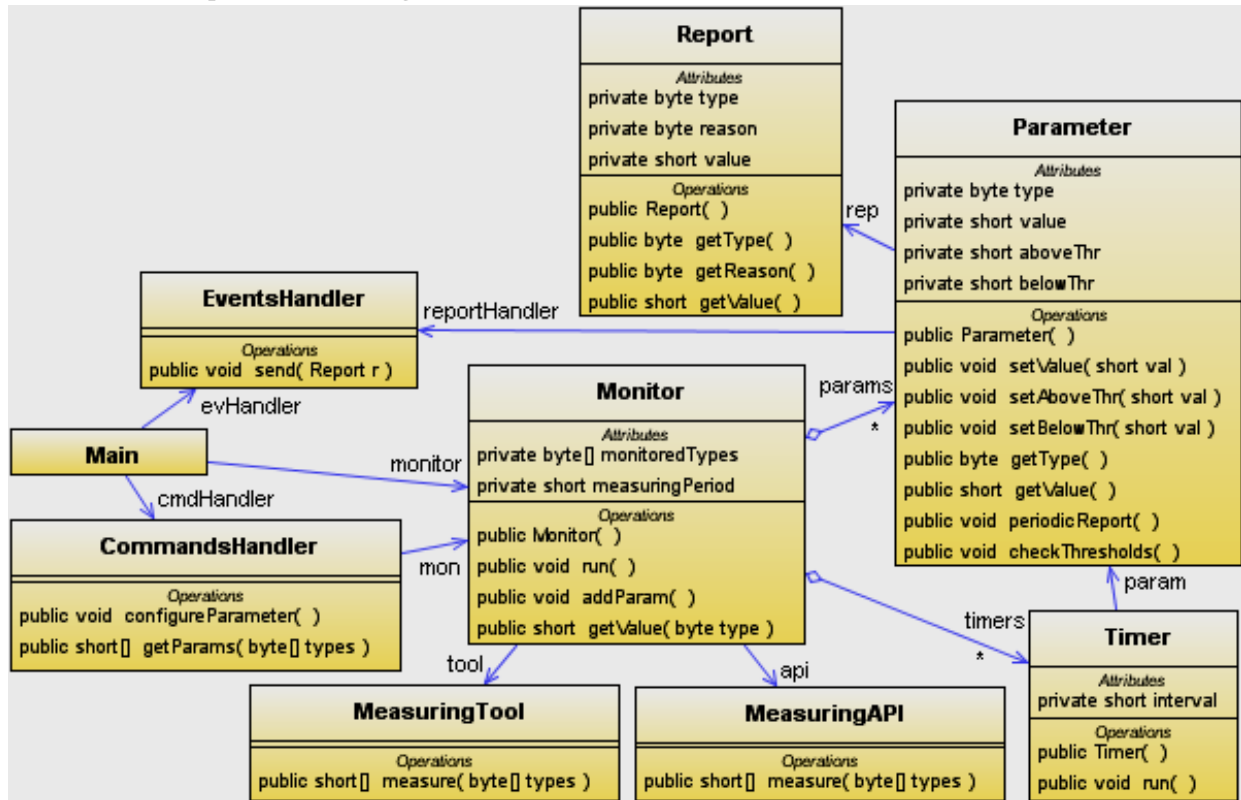 Report
Attributes
private byte type
private byte reason
private short value
Operations
public Report( )
public byte getType( )
public byte getReason( )
public short getValue( )
rep
Parameter
Attributes
private byte type
private short value
private short aboveThr
private short belowThr
Operations
public Parameter( )
public void setValue( short val )
public void setAboveThr( short val )
public void setBelowThr( short val )
public byte getType( )
public short getValue( )
public void periodicReport( )
public void checkThresholds( )
EventsHandler
Operations
public void send( Report r )
reportHandler
evHandler
Main
monitor
cmdHandler
Monitor
Attributes
private byte[] monitoredTypes
private short measuringPeriod
Operations
public Monitor( )
public void run( )
public void addParam( )
public short getValue( byte type )
params
*
CommandsHandler
Operations
public void configureParameter( )
public short[] getParams( byte[] types )
mon
param
timers
*
Timer
Attributes
private short interval
Operations
public Timer( )
public void run( )
tool
api
MeasuringTool
Operations
public short[] measure( byte[] types )
MeasuringAPI
Operations
public short[] measure( byte[] types )